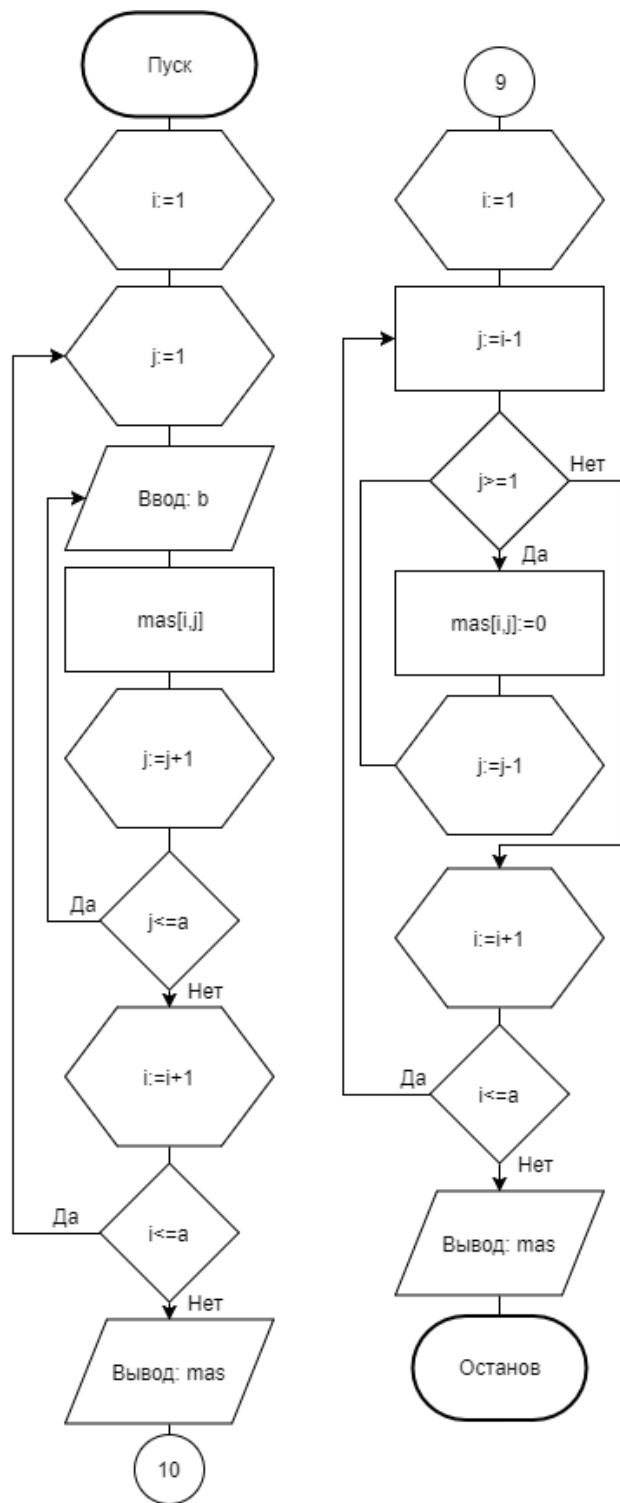 Пуск
i:=1
j:=1
Ввод: b
mas[i,j]
j:=j+1
j<=a
Да
Нет
i:=i+1
i<=a
Да
Нет
Вывод: mas
10
9
i:=1
j:=i-1
j>=1
Нет
Да
mas[i,j]:=0
j:=j-1
i:=i+1
i<=a
Да
Нет
Вывод: mas
Останов